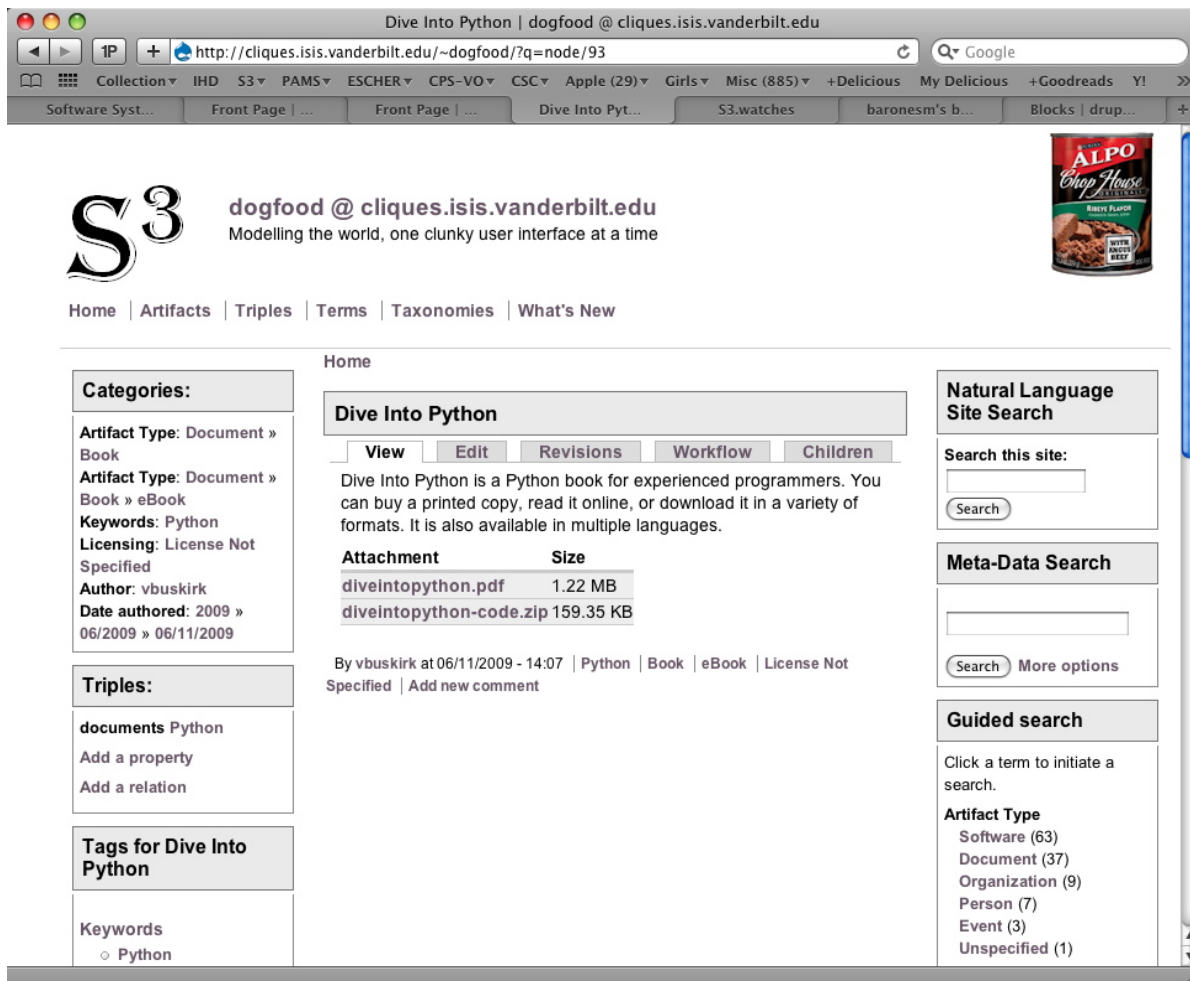 Dive Into Python | dogfood @ cliques.isis.vanderbilt.edu
1P + http://cliques.isis.vanderbilt.edu/~dogfood/?q=node/93 Google
Collection IHD S3 PAMS ESCHER CPS-VO CSC Apple (29) Girls Misc (885) +Delicious My Delicious +Goodreads Y! »
Software Syst... Front Page | ... Front Page | ... Dive Into Pyt... S3.watches baronesm's b... Blocks | drup... +
S3
dogfood @ cliques.isis.vanderbilt.edu
Modelling the world, one clunky user interface at a time
ALPO
Chop House
ORIGINALS
RIBEYE FLAVOR
WITH
ANGUS
BEEF
Home | Artifacts | Triples | Terms | Taxonomies | What's New
Categories:
Artifact Type: Document »
Book
Artifact Type: Document »
Book » eBook
Keywords: Python
Licensing: License Not
Specified
Author: vbuskirk
Date authored: 2009 »
06/2009 » 06/11/2009
Triples:
documents Python
Add a property
Add a relation
Tags for Dive Into
Python
Keywords
Python
Home
Dive Into Python
View Edit Revisions Workflow Children
Dive Into Python is a Python book for experienced programmers. You
can buy a printed copy, read it online, or download it in a variety of
formats. It is also available in multiple languages.
Attachment Size
diveintopython.pdf 1.22 MB
diveintopython-code.zip 159.35 KB
By vbuskirk at 06/11/2009 - 14:07 | Python | Book | eBook | License Not
Specified | Add new comment
Natural Language
Site Search
Search this site:
Search
Meta-Data Search
Search More options
Guided search
Click a term to initiate a
search.
Artifact Type
Software (63)
Document (37)
Organization (9)
Person (7)
Event (3)
Unspecified (1)